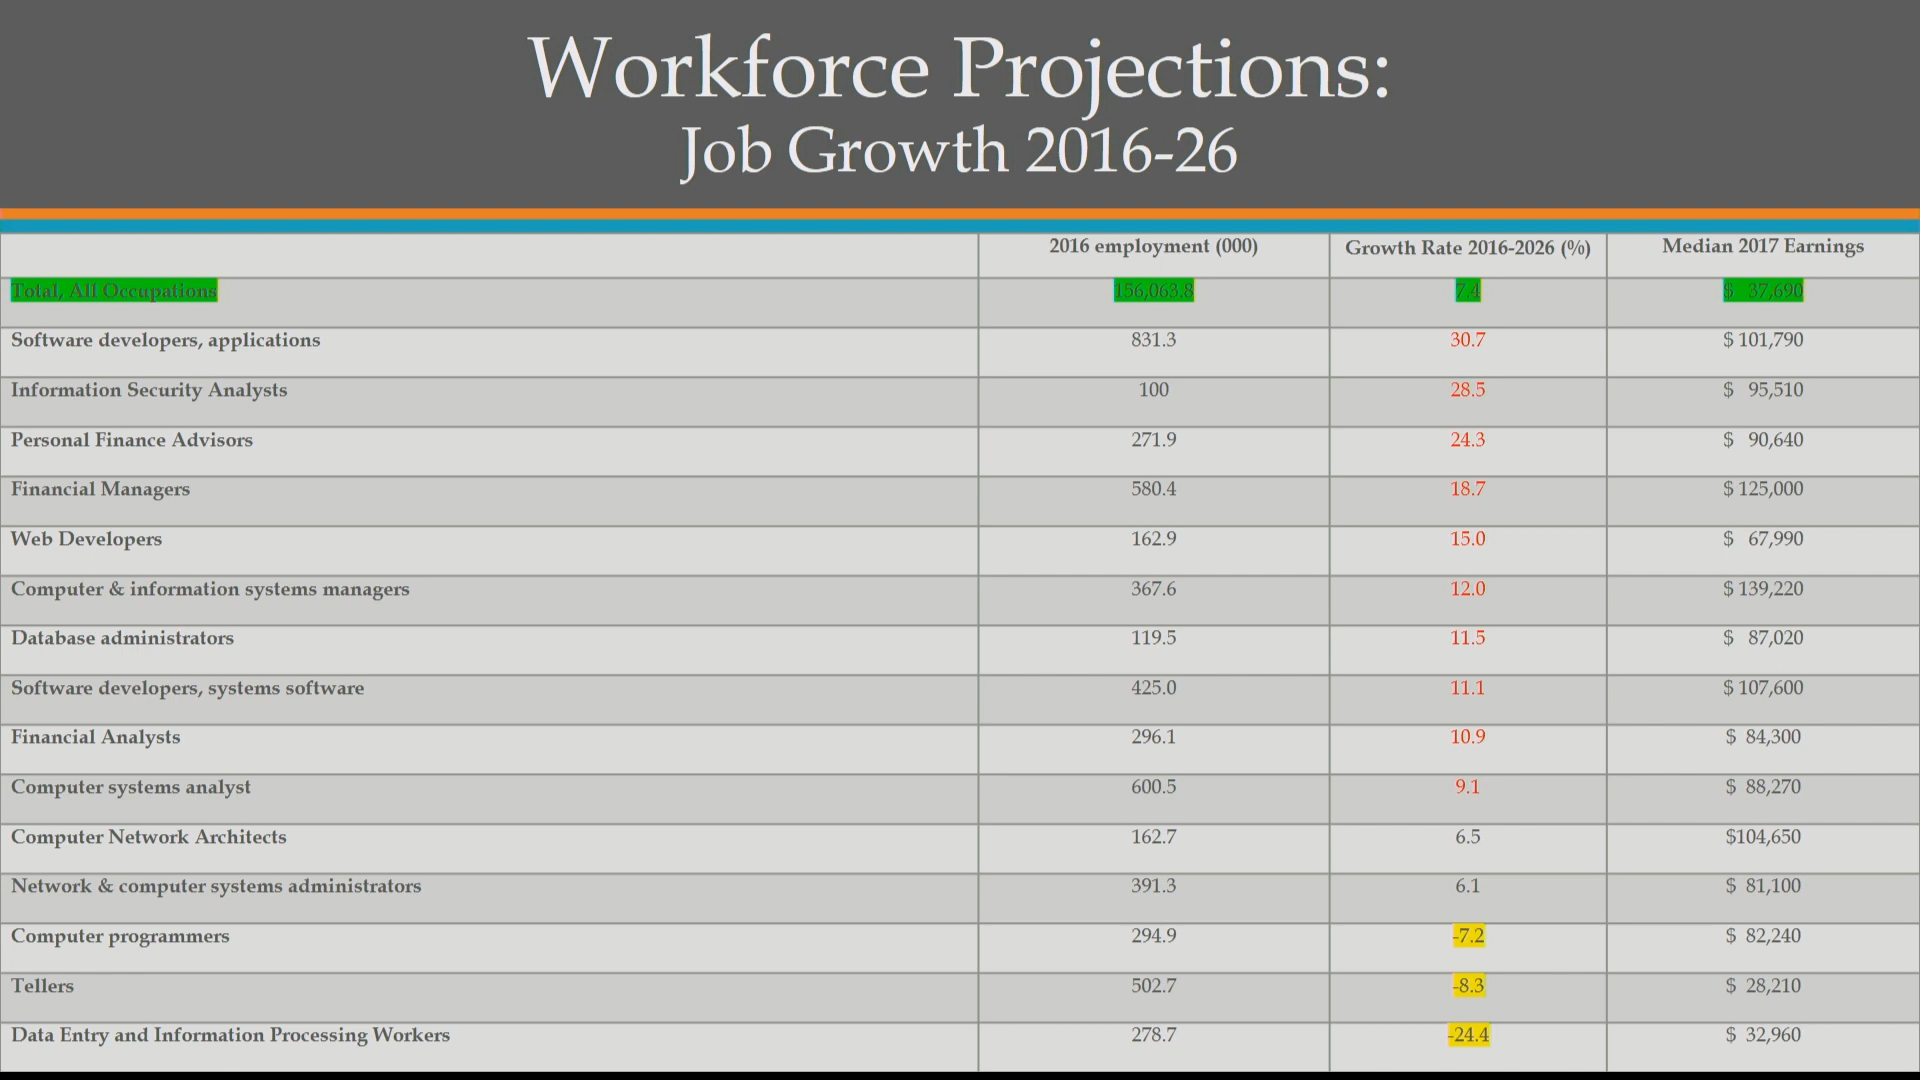 Workforce Projections:
Job Growth 2016-26
2016 employment (000) Growth Rate 2016-2026 (%) Median 2017 Earnings
Total, All Occupations 156,063.8 7.4 $ 37,690
Software developers, applications 831.3 30.7 $ 101,790
Information Security Analysts 100 28.5 $ 95,510
Personal Finance Advisors 271.9 24.3 $ 90,640
Financial Managers 580.4 18.7 $ 125,000
Web Developers 162.9 15.0 $ 67,990
Computer & information systems managers 367.6 12.0 $ 139,220
Database administrators 119.5 11.5 $ 87,020
Software developers, systems software 425.0 11.1 $ 107,600
Financial Analysts 296.1 10.9 $ 84,300
Computer systems analyst 600.5 9.1 $ 88,270
Computer Network Architects 162.7 6.5 $104,650
Network & computer systems administrators 391.3 6.1 $ 81,100
Computer programmers 294.9 -7.2 $ 82,240
Tellers 502.7 -8.3 $ 28,210
Data Entry and Information Processing Workers 278.7 -24.4 $ 32,960